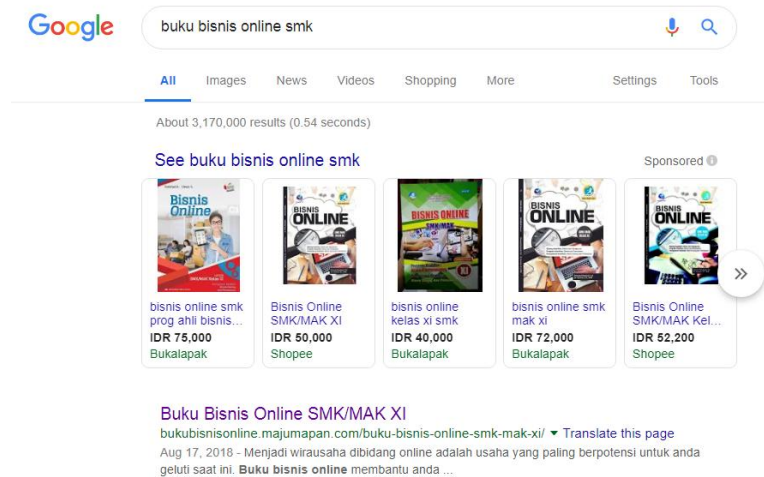 Google
buku bisnis online smk
All Images News Videos Shopping More Settings Tools
About 3,170,000 results (0.54 seconds)
See buku bisnis online smk
Sponsored
Bisnis Online
BISNIS ONLINE
BISNIS ONLINE SMK/MAK XI
BISNIS ONLINE
BISNIS ONLINE
bisnis online smk
prog ahli bisnis...
IDR 75,000
Bukalapak
Bisnis Online
SMK/MAK XI
IDR 50,000
Shopee
bisnis online
kelas xi smk
IDR 40,000
Bukalapak
bisnis online smk
mak xi
IDR 72,000
Bukalapak
Bisnis Online
SMK/MAK Kel...
IDR 52,200
Shopee
Buku Bisnis Online SMK/MAK XI
bukubisnisonline.majumapan.com/buku-bisnis-online-smk-mak-xi/ Translate this page
Aug 17, 2018 - Menjadi wirausaha dibidang online adalah usaha yang paling berpotensi untuk anda
geluti saat ini. Buku bisnis online membantu anda ...